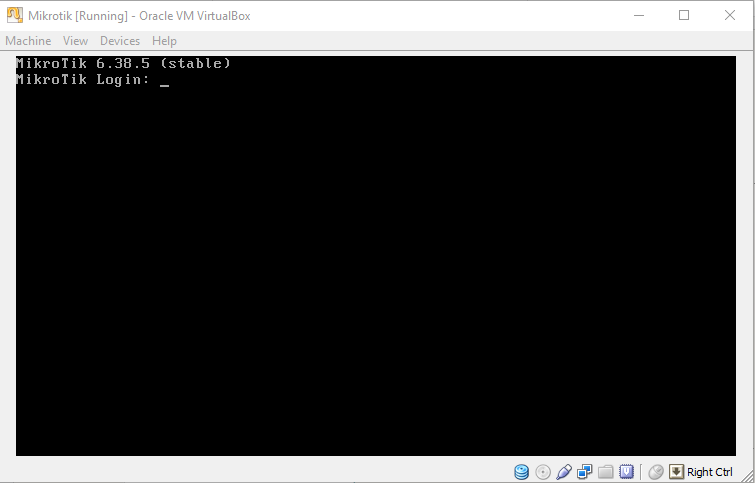 Mikrotik [Running] - Oracle VM VirtualBox
Machine View Devices Help
MikroTik 6.38.5 (stable)
MikroTik Login: _
Right Ctrl